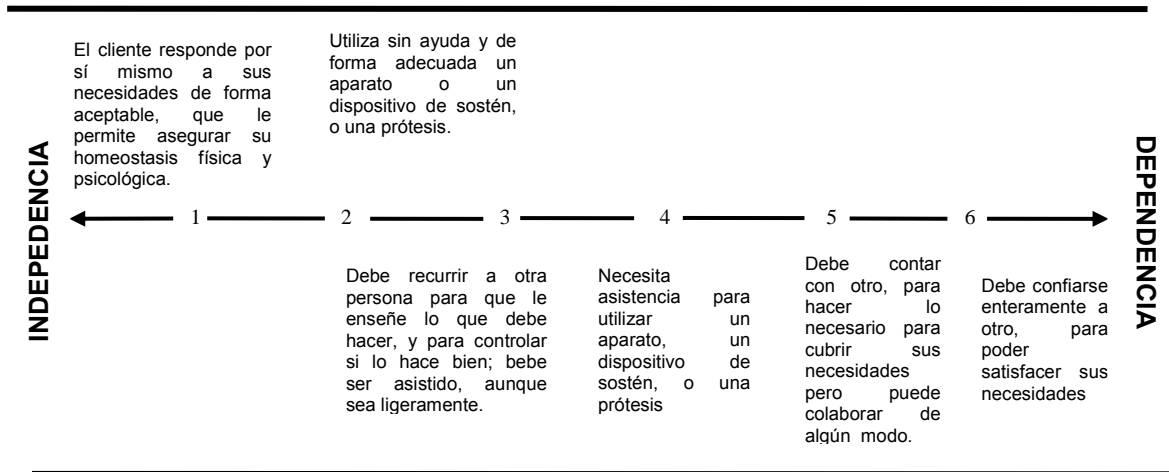 El cliente responde por
sí mismo a sus
necesidades de forma
aceptable, que le
permite asegurar su
homeostasis física y
psicológica.
Utiliza sin ayuda y de
forma adecuada un
aparato o un
dispositivo de sostén,
o una prótesis.
INDEPEDENCIA
1 2 3 4 5 6
DEPENDENCIA
Debe recurrir a otra
persona para que le
enseñe lo que debe
hacer, y para controlar
si lo hace bien; bebe
ser asistido, aunque
sea ligeramente.
Necesita
asistencia para
utilizar un
aparato, un
dispositivo de
sostén, o una
prótesis
Debe contar
con otro, para
hacer lo
necesario para
cubrir sus
necesidades
pero puede
colaborar de
algún modo.
Debe confiarse
enteramente a
otro, para
poder
satisfacer sus
necesidades